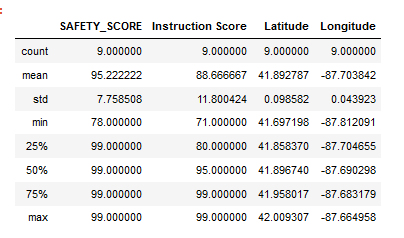 SAFETY_SCORE Instruction Score Latitude Longitude
count 9.000000 9.000000 9.000000 9.000000
mean 95.222222 88.666667 41.892787 -87.703842
std 7.758508 11.800424 0.098582 0.043923
min 78.000000 71.000000 41.697198 -87.812091
25% 99.000000 80.000000 41.858370 -87.704655
50% 99.000000 95.000000 41.896740 -87.690298
75% 99.000000 99.000000 41.958017 -87.683179
max 99.000000 99.000000 42.009307 -87.664958